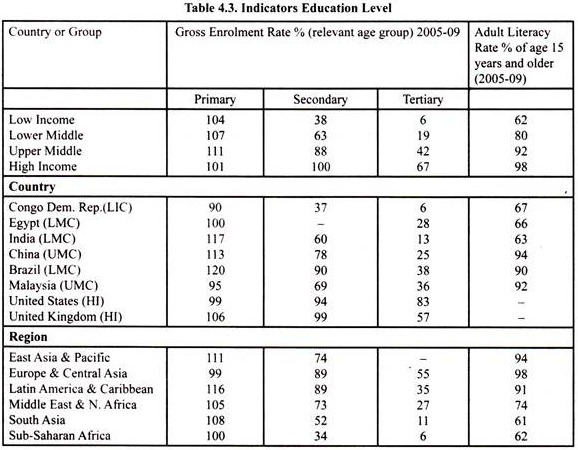 Table 4.3. Indicators Education Level
Country or Group Gross Enrolment Rate % (relevant age group) 2005-09 Adult Literacy
Rate % of age 15
years and older
(2005-09)
Primary Secondary Tertiary
Low Income 104 38 6 62
Lower Middle 107 63 19 80
Upper Middle 111 88 42 92
High Income 101 100 67 98
Country
Congo Dem. Rep.(LIC) 90 37 6 67
Egypt (LMC) 100 – 28 66
India (LMC) 117 60 13 63
China (UMC) 113 78 25 94
Brazil (LMC) 120 90 38 90
Malaysia (UMC) 95 69 36 92
United States (HI) 99 94 83 –
United Kingdom (HI) 106 99 57 –
Region
East Asia & Pacific 111 74 – 94
Europe & Central Asia 99 89 55 98
Latin America & Caribbean 116 89 35 91
Middle East & N. Africa 105 73 27 74
South Asia 108 52 11 61
Sub-Saharan Africa 100 34 6 62